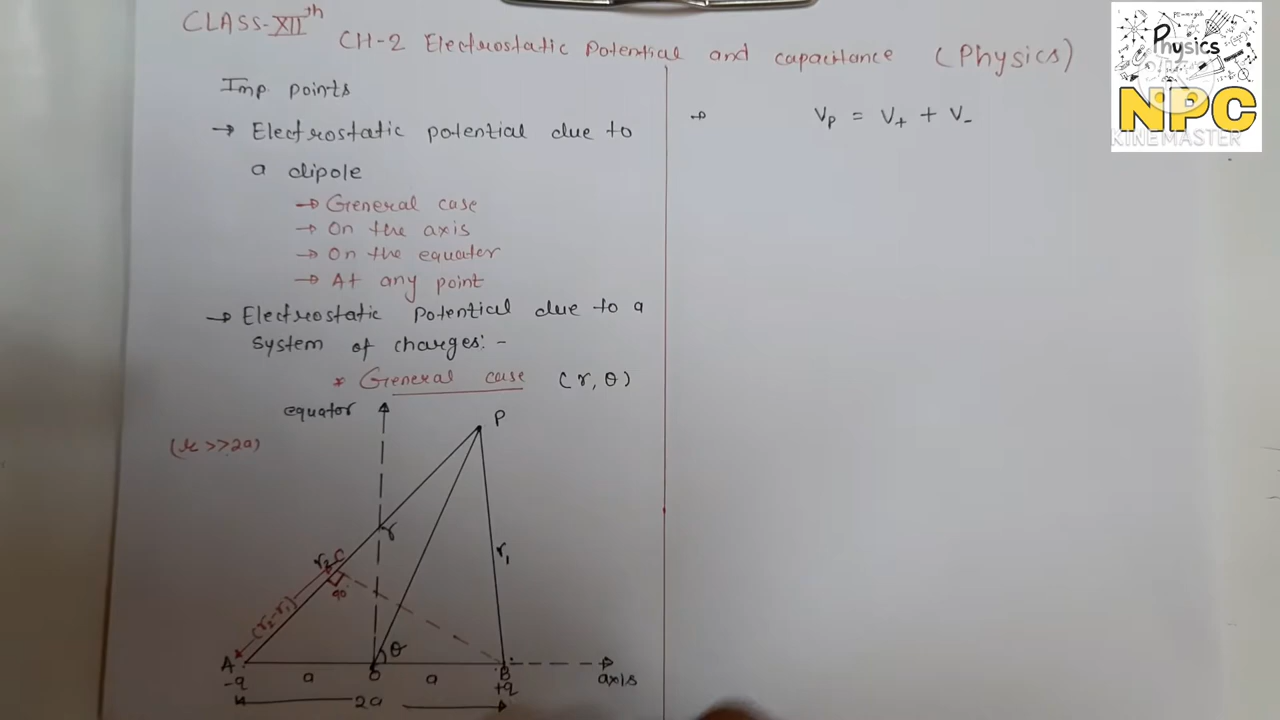 CLASS-XIIth
CH-2 Electrostatic Potential and capacitance (Physics)
Imp. points
→ Electrostatic potential due to
a dipole
→ General case
→ On the axis
→ On the equater
→ At any point
→ Electrostatic Potential due to a
system of charges:-
* General case (r, θ)
equator
P
(r >> 2a)
r
r₂ C
r₁
90°
(r₂-r₁)
θ
A
O
B
-q
a
a
+q
axis
2a
→ Vp = V₊ + V₋
Physics
NPC
KINEMASTER